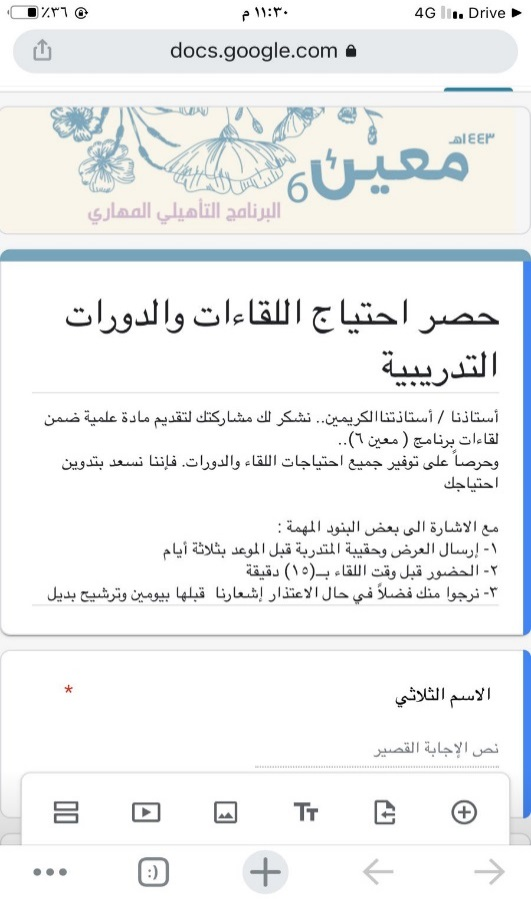 ٪٣٦
١١:٣٠ م
4G Drive
docs.google.com
١٤٤٣هـ
معين 6
البرنامج التأهيلي المهاري
حصر احتياج اللقاءات والدورات
التدريبية
أستاذنا / أستاذتناالكريمين.. نشكر لك مشاركتك لتقديم مادة علمية ضمن
لقاءات برنامج ( معين ٦)..
وحرصاً على توفير جميع احتياجات اللقاء والدورات. فإننا نسعد بتدوين
احتياجك
مع الاشارة الى بعض البنود المهمة :
١- إرسال العرض وحقيبة المتدربة قبل الموعد بثلاثة أيام
٢- الحضور قبل وقت اللقاء بـ(١٥) دقيقة
٣- نرجوا منك فضلاً في حال الاعتذار إشعارنا قبلها بيومين وترشيح بديل
الاسم الثلاثي *
نص الإجابة القصير
Tт
:)